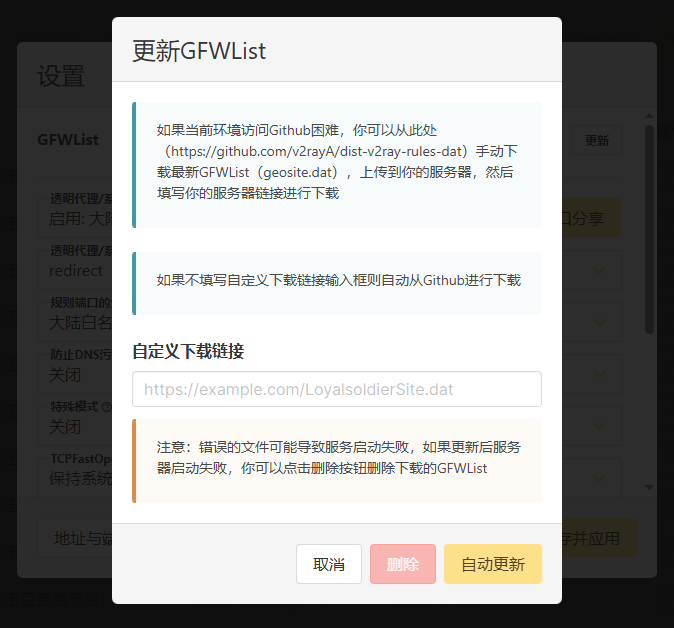 更新GFWList
设置
GFWList
更新
如果当前环境访问Github困难，你可以从此处
（https://github.com/v2rayA/dist-v2ray-rules-dat）手动下
载最新GFWList（geosite.dat），上传到你的服务器，然后
填写你的服务器链接进行下载
透明代理/系
启用: 大陆
口分享
透明代理/系
redirect
如果不填写自定义下载链接输入框则自动从Github进行下载
规则端口的
大陆白名
自定义下载链接
防止DNS污
关闭
https://example.com/LoyalsoldierSite.dat
特殊模式
关闭
注意：错误的文件可能导致服务启动失败，如果更新后服务
器启动失败，你可以点击删除按钮删除下载的GFWList
TCPFastOp
保持系统
地址与端
存并应用
取消
删除
自动更新